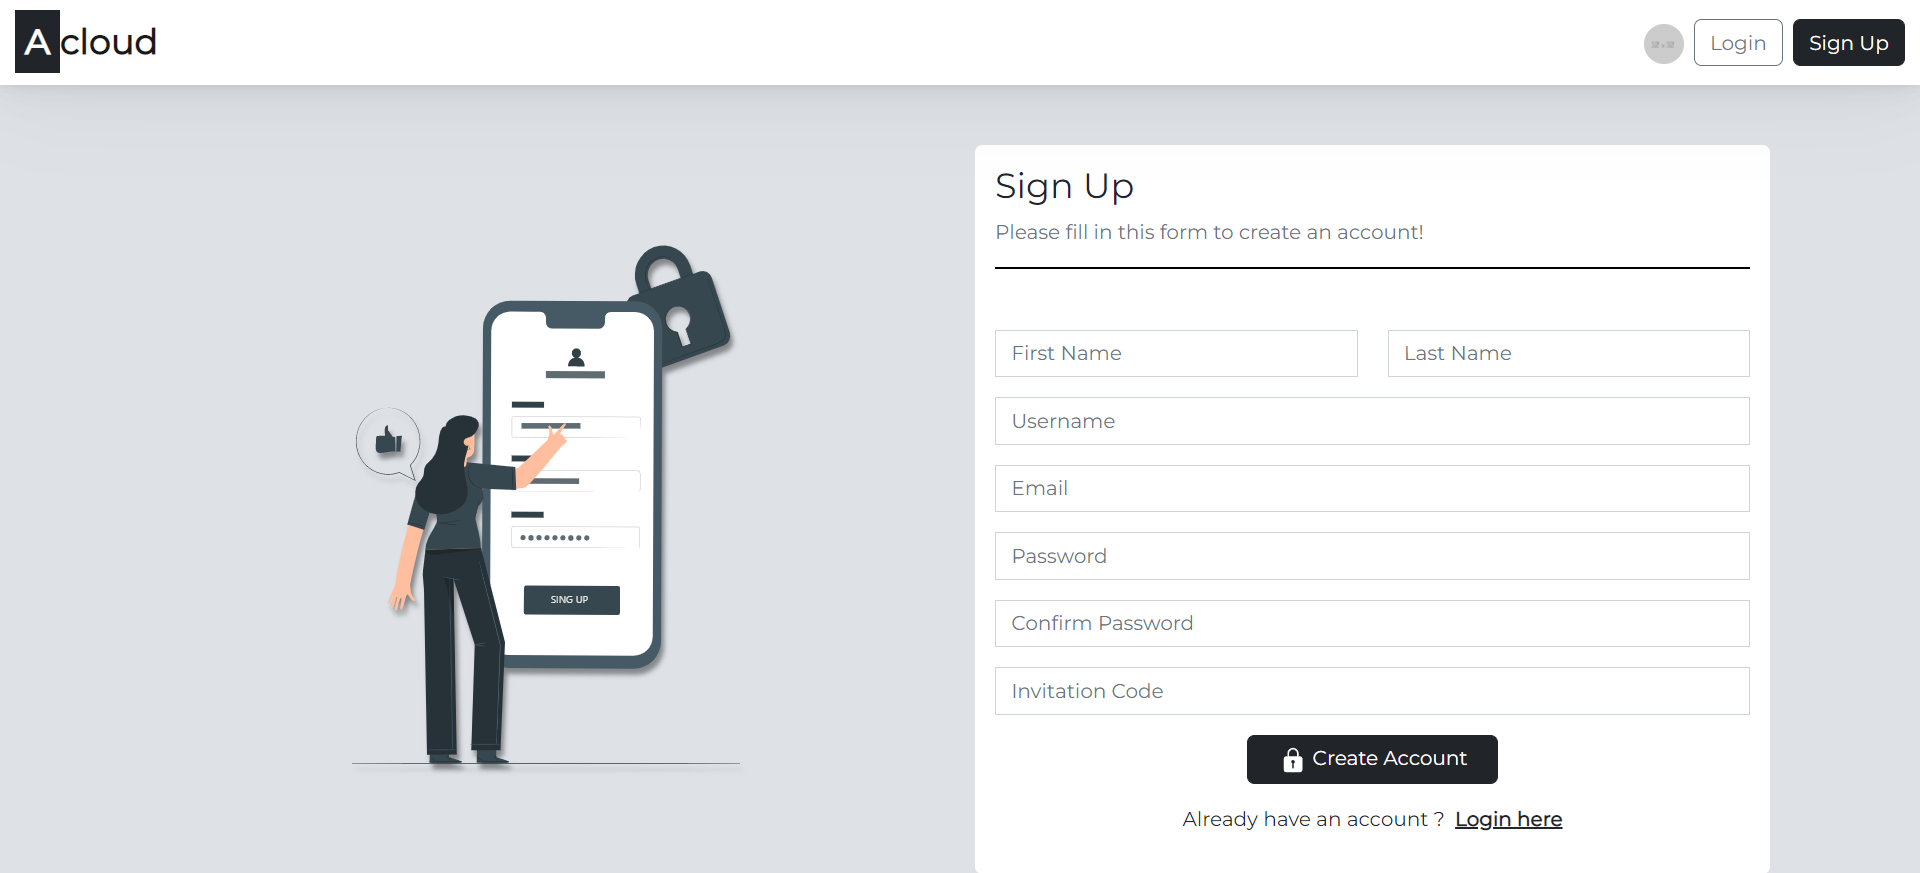 Acloud
Login
Sign Up
Sign Up
Please fill in this form to create an account!
First Name
Last Name
Username
Email
Password
Confirm Password
Invitation Code
Create Account
Already have an account ? Login here
SING UP